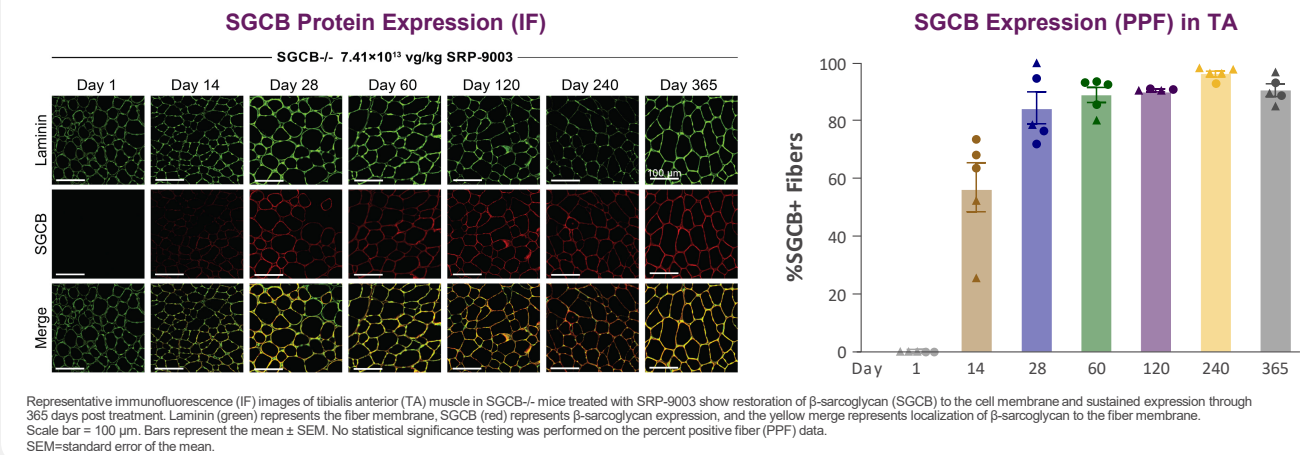 SGCB Protein Expression (IF)
SGCB-/- 7.41×10¹³ vg/kg SRP-9003
Day 1 Day 14 Day 28 Day 60 Day 120 Day 240 Day 365
Laminin
100 µm
SGCB
Merge
SGCB Expression (PPF) in TA
%SGCB+ Fibers
100
80
60
40
20
0
Day 1 14 28 60 120 240 365
Representative immunofluorescence (IF) images of tibialis anterior (TA) muscle in SGCB-/- mice treated with SRP-9003 show restoration of β-sarcoglycan (SGCB) to the cell membrane and sustained expression through
365 days post treatment. Laminin (green) represents the fiber membrane, SGCB (red) represents β-sarcoglycan expression, and the yellow merge represents localization of β-sarcoglycan to the fiber membrane.
Scale bar = 100 µm. Bars represent the mean ± SEM. No statistical significance testing was performed on the percent positive fiber (PPF) data.
SEM=standard error of the mean.